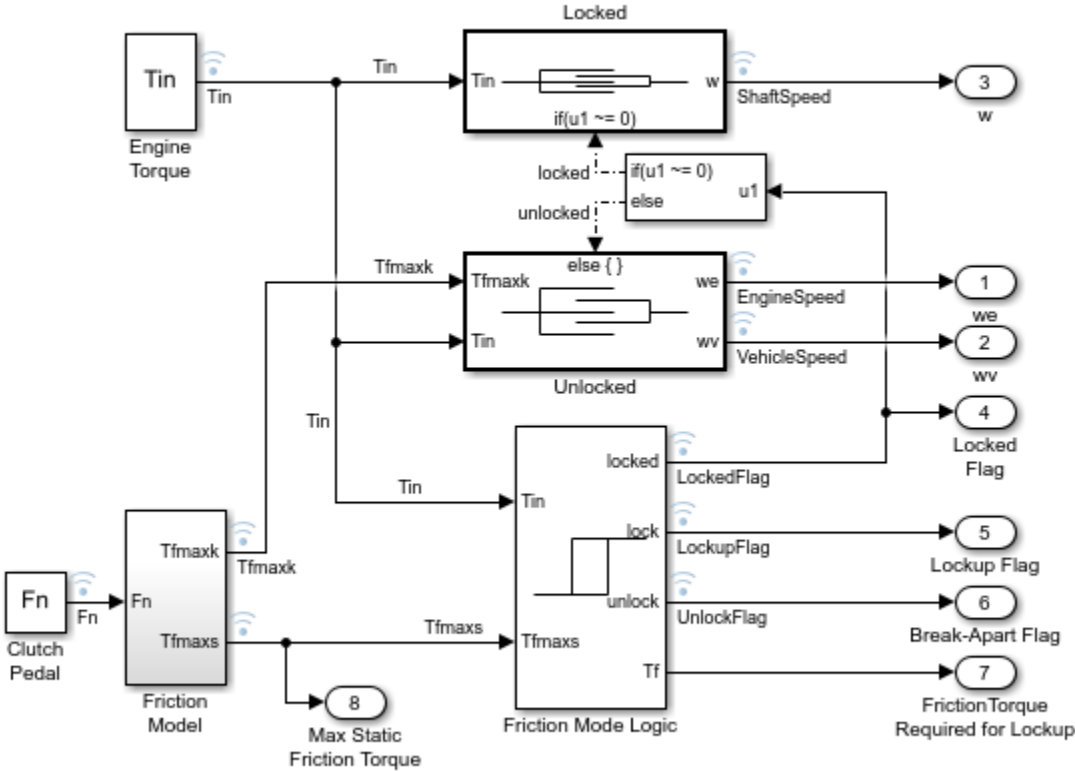 Locked
Tin
Tin
Engine
Torque
Tin
Tin
w
if(u1 ~= 0)
ShaftSpeed
3
w
locked
unlocked
if(u1 ~= 0)
else
u1
Tfmaxk
else { }
Tfmaxk
Tin
we
wv
EngineSpeed
VehicleSpeed
Unlocked
1
we
2
wv
4
Locked
Flag
Tin
Tin
Tin
Tfmaxs
locked
lock
unlock
Tf
LockedFlag
LockupFlag
UnlockFlag
Friction Mode Logic
5
Lockup Flag
6
Break-Apart Flag
7
FrictionTorque
Required for Lockup
Fn
Fn
Clutch
Pedal
Fn
Tfmaxk
Tfmaxs
Tfmaxk
Tfmaxs
Friction
Model
8
Max Static
Friction Torque